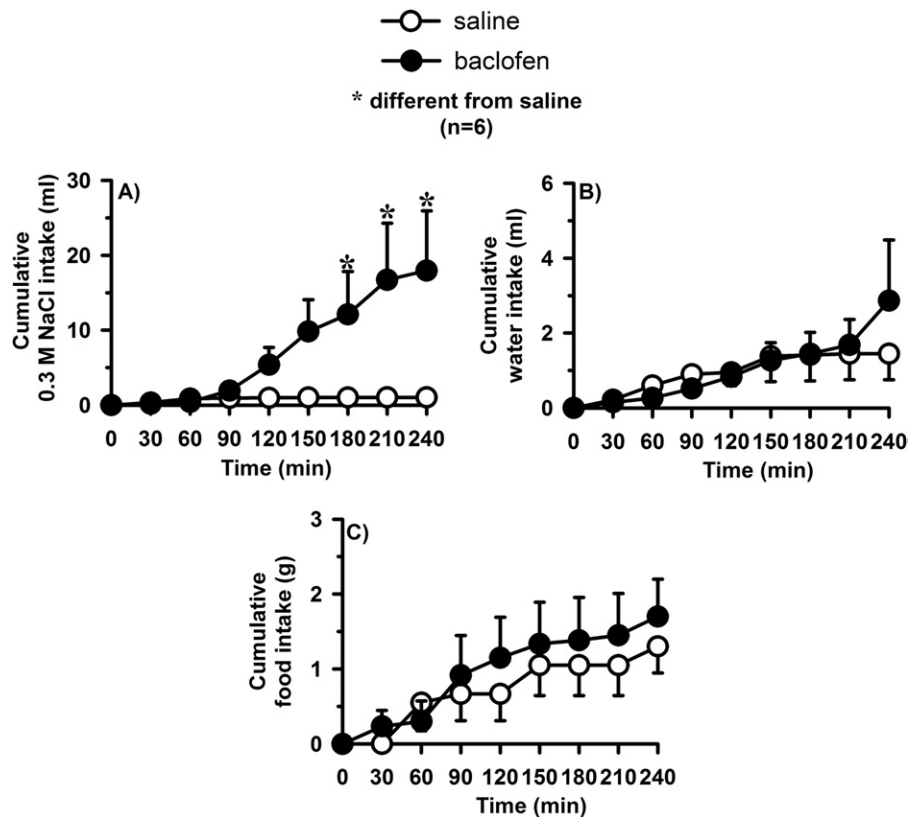 saline
baclofen
* different from saline
(n=6)
A)
Cumulative
0.3 M NaCl intake (ml)
30
20
10
0
* * *
0 30 60 90 120 150 180 210 240
Time (min)
B)
Cumulative
water intake (ml)
6
4
2
0
0 30 60 90 120 150 180 210 240
Time (min)
C)
Cumulative
food intake (g)
3
2
1
0
0 30 60 90 120 150 180 210 240
Time (min)